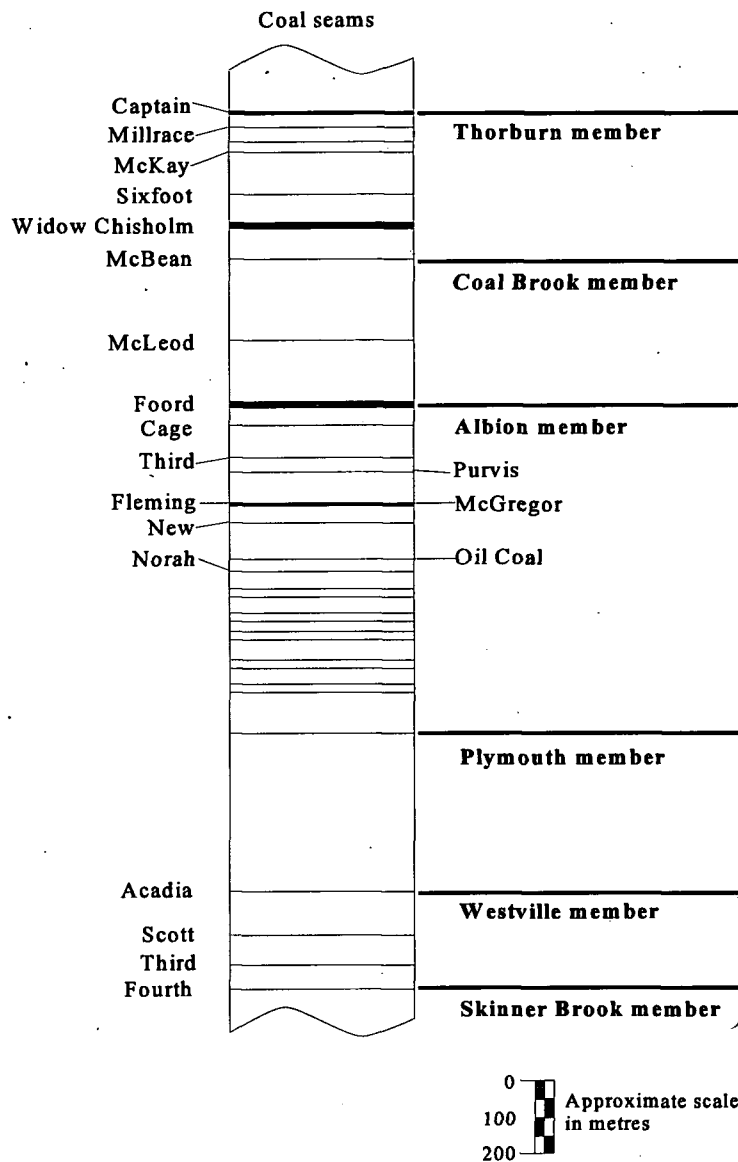 Coal seams
Captain
Thorburn member
Millrace
McKay
Sixfoot
Widow Chisholm
McBean
Coal Brook member
McLeod
Foord
Cage
Albion member
Third
Purvis
Fleming
McGregor
New
Norah
Oil Coal
Plymouth member
Acadia
Westville member
Scott
Third
Fourth
Skinner Brook member
0
100
200
Approximate scale
in metres